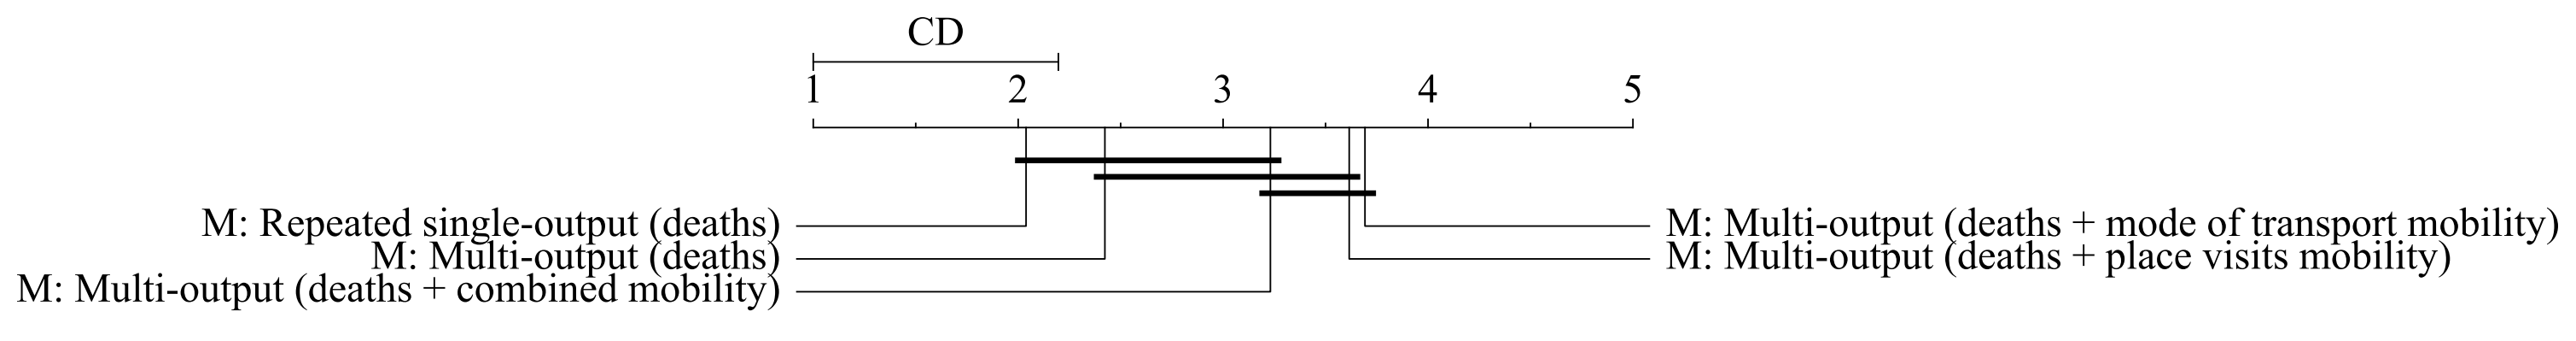 CD
1 2 3 4 5
M: Repeated single-output (deaths)
M: Multi-output (deaths)
M: Multi-output (deaths + combined mobility)
M: Multi-output (deaths + mode of transport mobility)
M: Multi-output (deaths + place visits mobility)